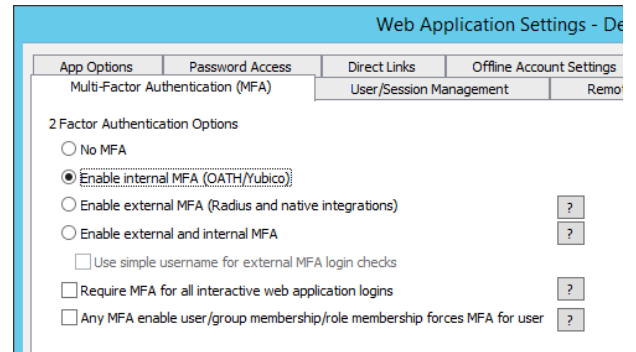 Web Application Settings - De
App Options Password Access Direct Links Offline Account Settings
Multi-Factor Authentication (MFA) User/Session Management Remot
2 Factor Authentication Options
No MFA
Enable internal MFA (OATH/Yubico)
Enable external MFA (Radius and native integrations) ?
Enable external and internal MFA ?
Use simple username for external MFA login checks
Require MFA for all interactive web application logins ?
Any MFA enable user/group membership/role membership forces MFA for user ?